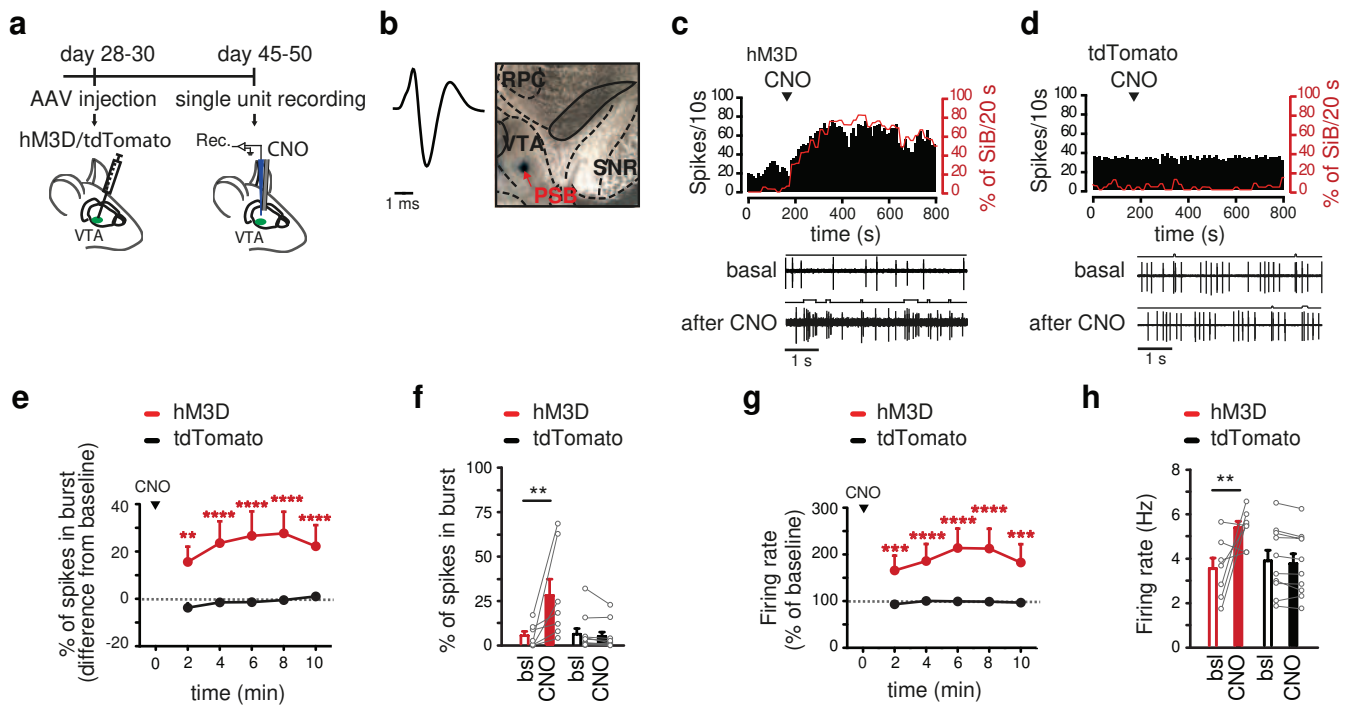 a
day 28-30
day 45-50
AAV injection
single unit recording
hM3D/tdTomato
Rec.
CNO
VTA
VTA
b
1 ms
RPC
VTA
SNR
PSB
c
hM3D
CNO
Spikes/10s
100
80
60
40
20
0
100
80
60
40
20
0
% of SiB/20 s
0
200
400
600
800
time (s)
basal
after CNO
1 s
d
tdTomato
CNO
Spikes/10s
100
80
60
40
20
0
100
80
60
40
20
0
% of SiB/20 s
0
200
400
600
800
time (s)
basal
after CNO
1 s
e
hM3D
tdTomato
% of spikes in burst
(difference from baseline)
CNO
40
20
0
-20
**
****
****
****
****
0
2
4
6
8
10
time (min)
f
hM3D
tdTomato
% of spikes in burst
100
75
50
25
0
**
bsl
CNO
bsl
CNO
g
hM3D
tdTomato
Firing rate
(% of baseline)
CNO
300
200
100
0
***
****
****
****
***
0
2
4
6
8
10
time (min)
h
hM3D
tdTomato
Firing rate (Hz)
8
6
4
2
0
**
bsl
CNO
bsl
CNO